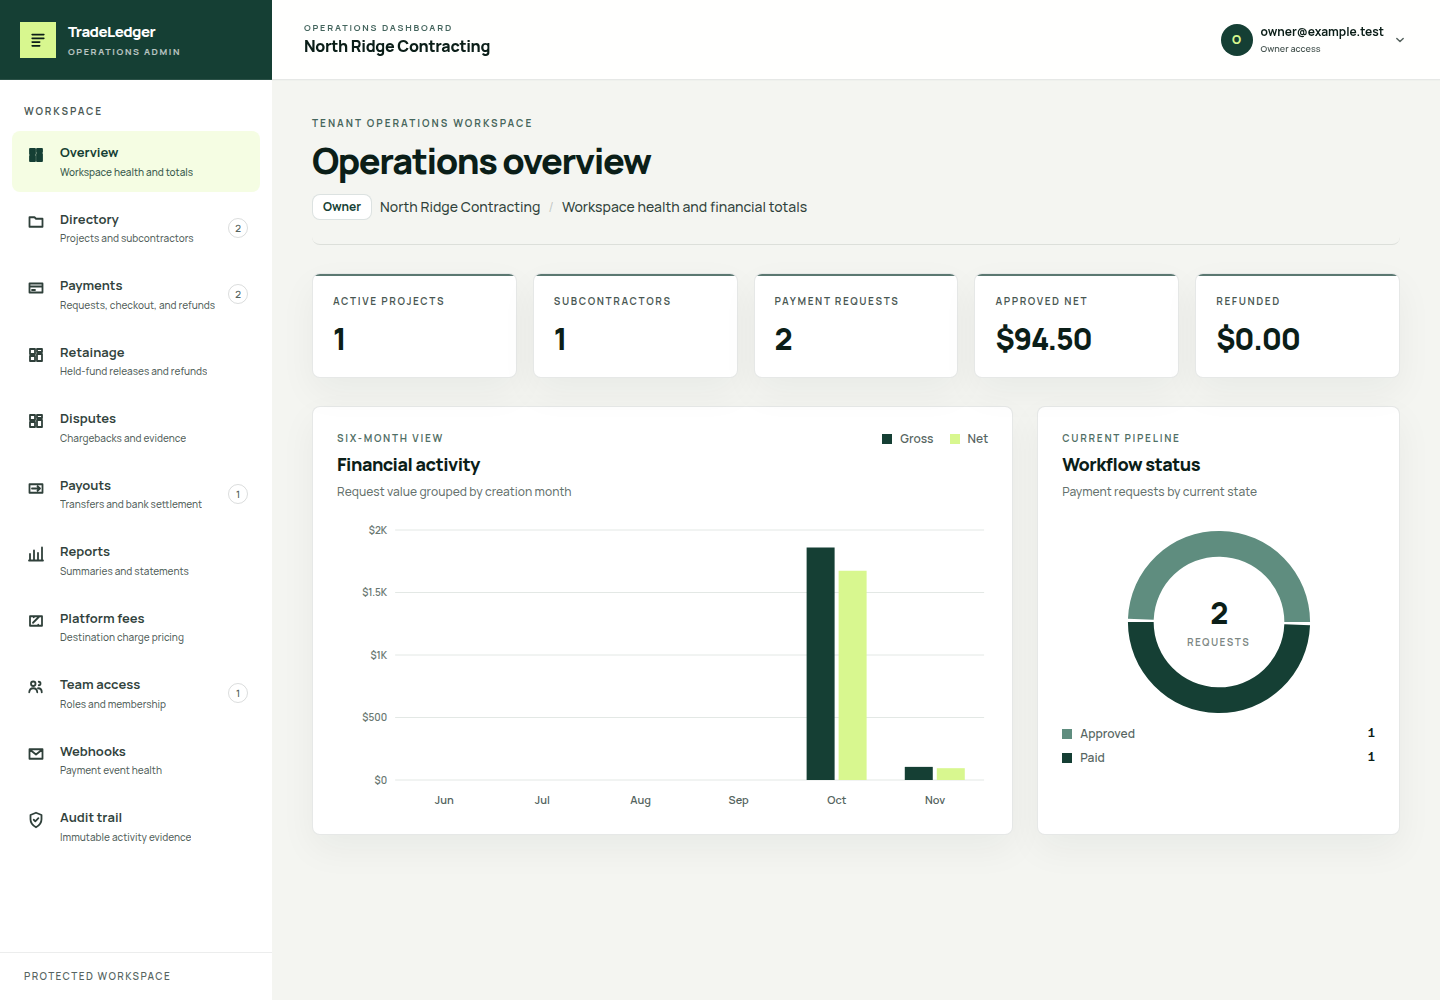 TradeLedger
OPERATIONS ADMIN
OPERATIONS DASHBOARD
North Ridge Contracting
O
owner@example.test
Owner access
WORKSPACE
Overview
Workspace health and totals
Directory
Projects and subcontractors
2
Payments
Requests, checkout, and refunds
2
Retainage
Held-fund releases and refunds
Disputes
Chargebacks and evidence
Payouts
Transfers and bank settlement
1
Reports
Summaries and statements
Platform fees
Destination charge pricing
Team access
Roles and membership
1
Webhooks
Payment event health
Audit trail
Immutable activity evidence
PROTECTED WORKSPACE
TENANT OPERATIONS WORKSPACE
Operations overview
Owner North Ridge Contracting / Workspace health and financial totals
ACTIVE PROJECTS
1
SUBCONTRACTORS
1
PAYMENT REQUESTS
2
APPROVED NET
$94.50
REFUNDED
$0.00
SIX-MONTH VIEW
Gross Net
Financial activity
Request value grouped by creation month
$2K
$1.5K
$1K
$500
$0
Jun Jul Aug Sep Oct Nov
CURRENT PIPELINE
Workflow status
Payment requests by current state
2
REQUESTS
Approved 1
Paid 1